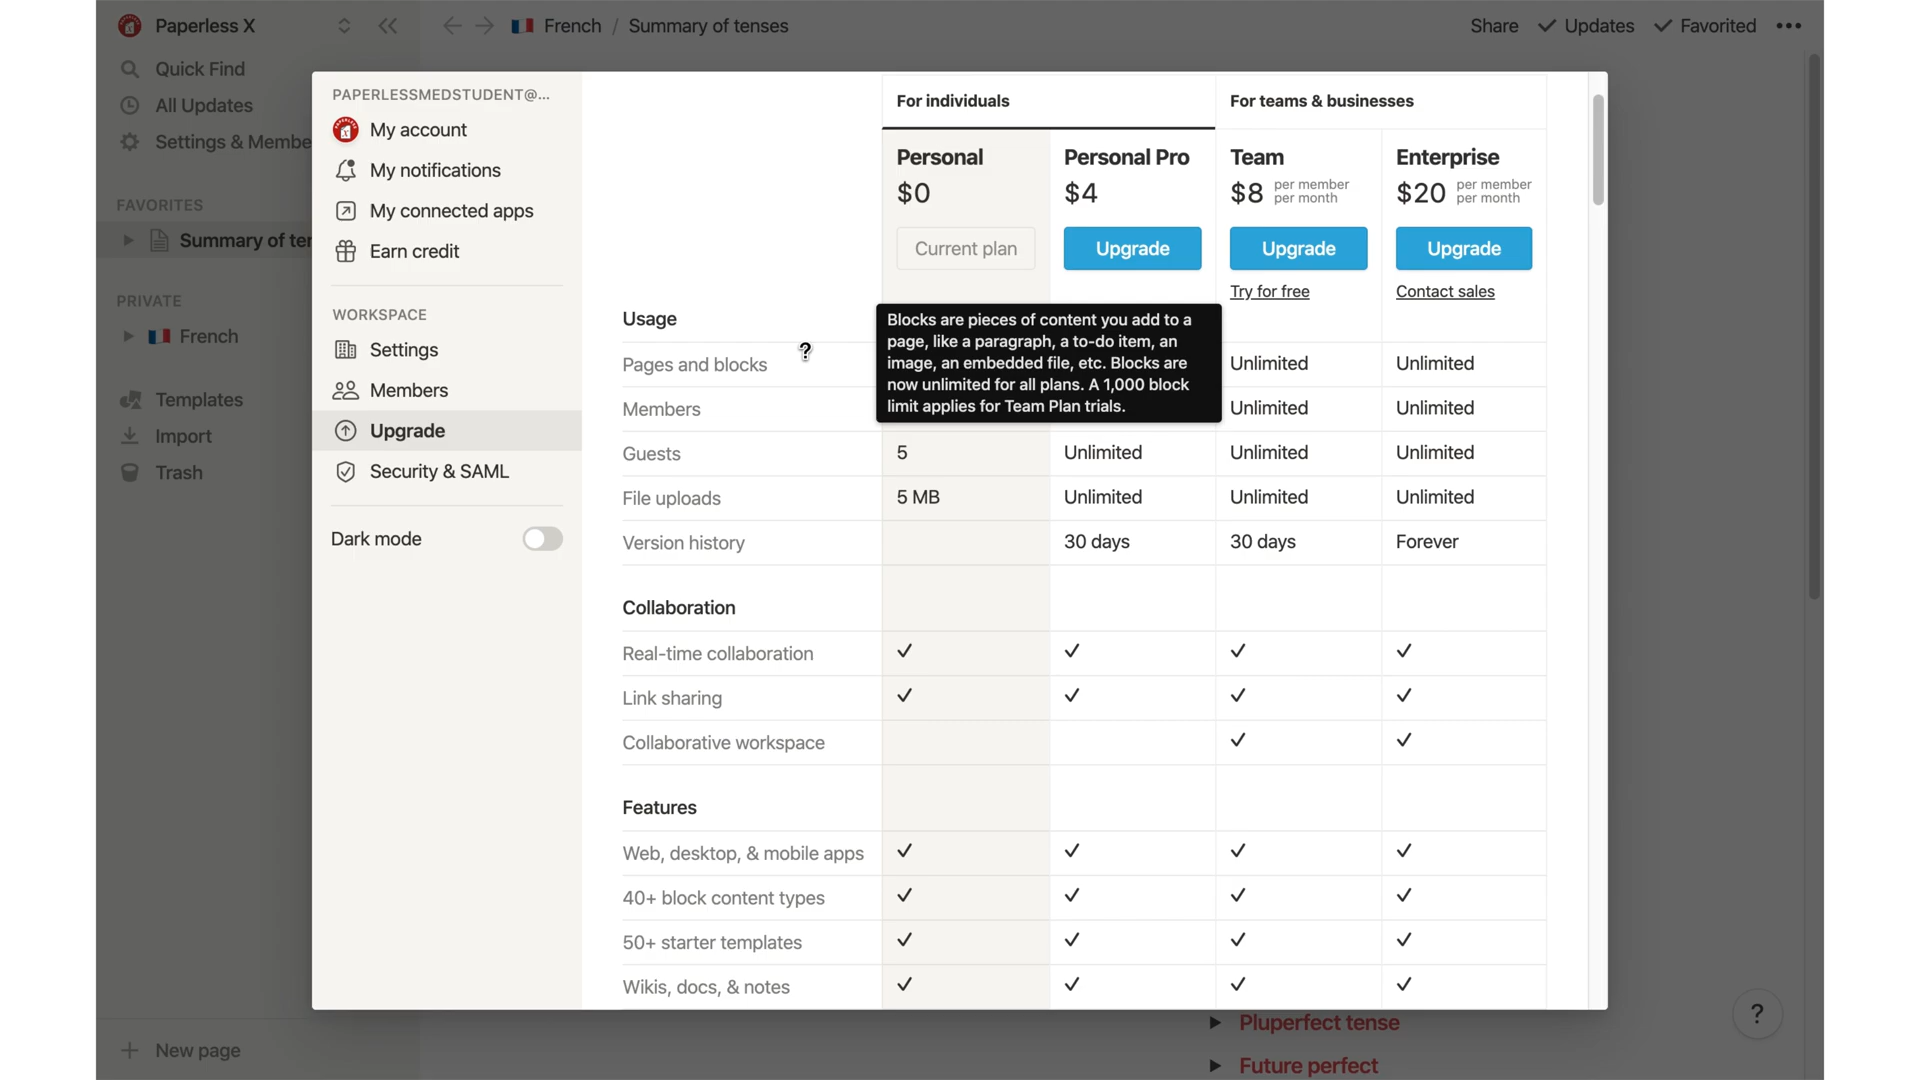 Paperless X
French / Summary of tenses
Share
Updates
Favorited
Quick Find
All Updates
Settings & Membe
FAVORITES
Summary of ter
PRIVATE
French
Templates
Import
Trash
New page
PAPERLESSMEDSTUDENT@...
My account
My notifications
My connected apps
Earn credit
WORKSPACE
Settings
Members
Upgrade
Security & SAML
Dark mode
For individuals
For teams & businesses
Personal
Personal Pro
Team
Enterprise
$0
$4
$8 per member per month
$20 per member per month
Current plan
Upgrade
Upgrade
Upgrade
Try for free
Contact sales
Usage
Blocks are pieces of content you add to a
page, like a paragraph, a to-do item, an
image, an embedded file, etc. Blocks are
now unlimited for all plans. A 1,000 block
limit applies for Team Plan trials.
Pages and blocks ? Unlimited Unlimited
Members Unlimited Unlimited
Guests 5 Unlimited Unlimited Unlimited
File uploads 5 MB Unlimited Unlimited Unlimited
Version history 30 days 30 days Forever
Collaboration
Real-time collaboration
Link sharing
Collaborative workspace
Features
Web, desktop, & mobile apps
40+ block content types
50+ starter templates
Wikis, docs, & notes
Pluperfect tense
Future perfect
?